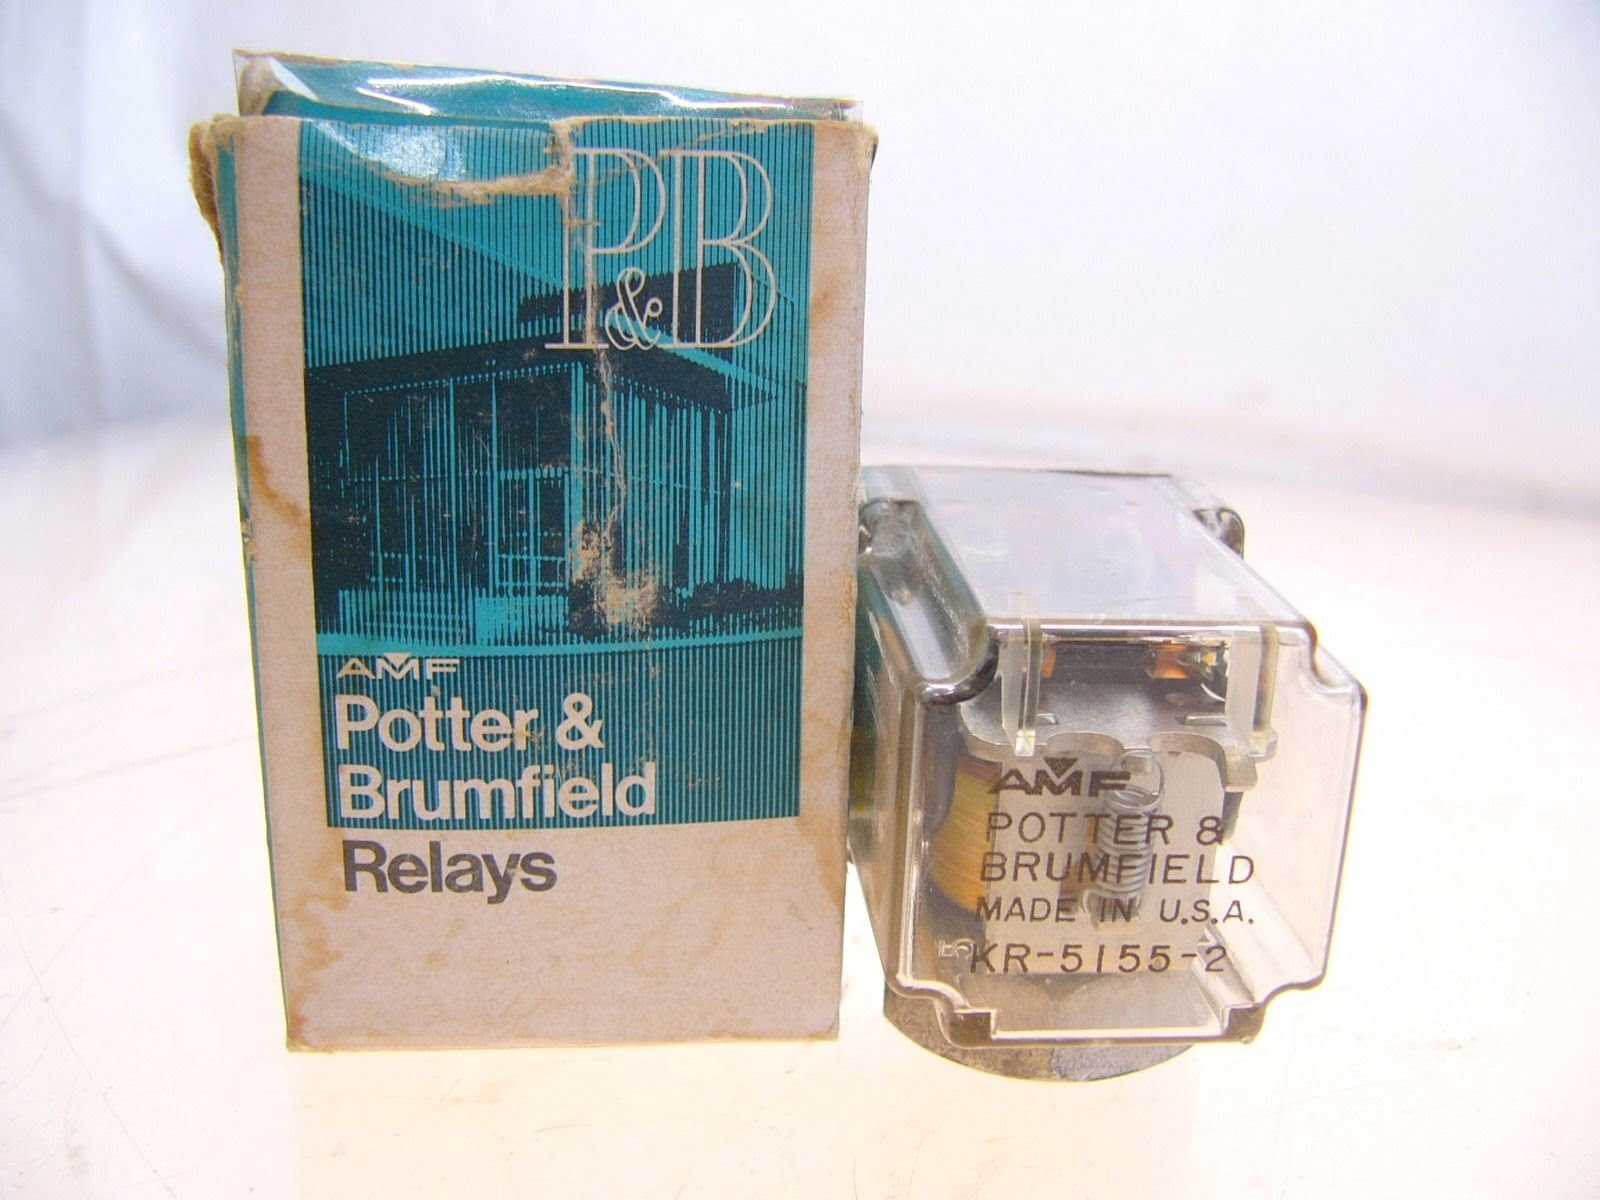 P&B
AMF
Potter &
Brumfield
Relays
AMF
POTTER &
BRUMFIELD
MADE IN U.S.A.
KR-5155-2